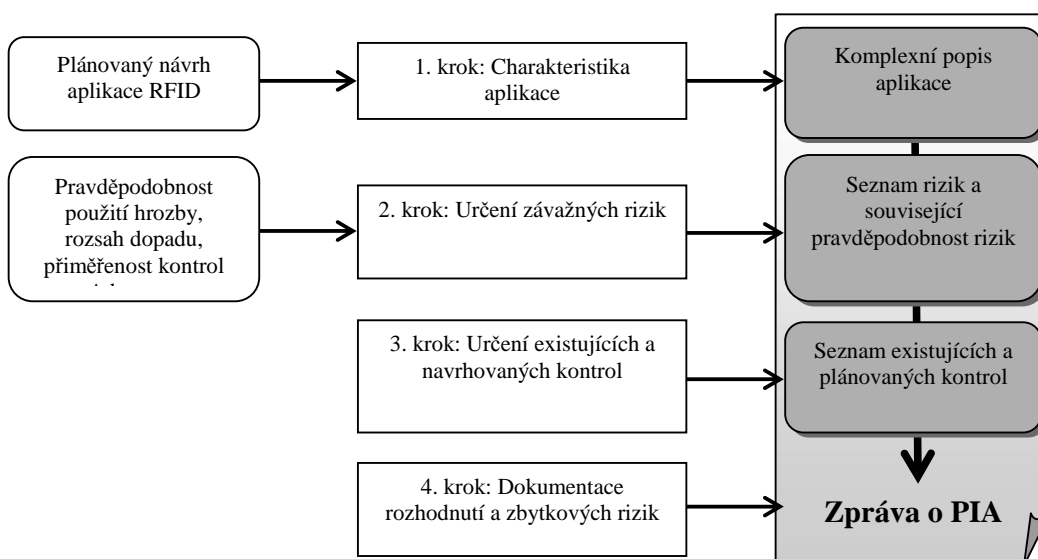 Plánovaný návrh
aplikace RFID
1. krok: Charakteristika
aplikace
Komplexní popis
aplikace
Pravděpodobnost
použití hrozby,
rozsah dopadu,
přiměřenost kontrol
2. krok: Určení závažných rizik
Seznam rizik a
související
pravděpodobnost rizik
3. krok: Určení existujících a
navrhovaných kontrol
Seznam existujících a
plánovaných kontrol
4. krok: Dokumentace
rozhodnutí a zbytkových rizik
Zpráva o PIA